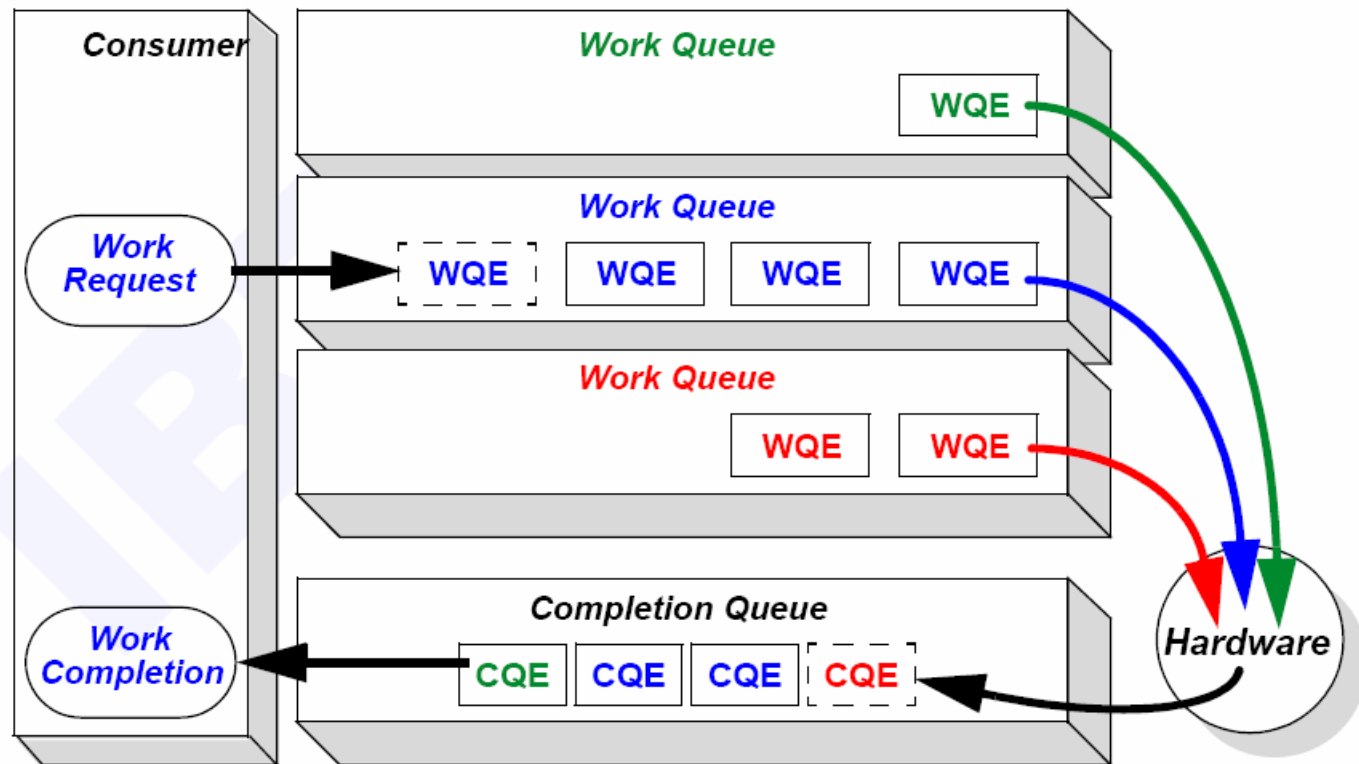 Consumer
Work Queue
WQE
Work Queue
Work
Request
WQE WQE WQE WQE
Work Queue
WQE WQE
Completion Queue
Work
Completion
CQE CQE CQE CQE
Hardware